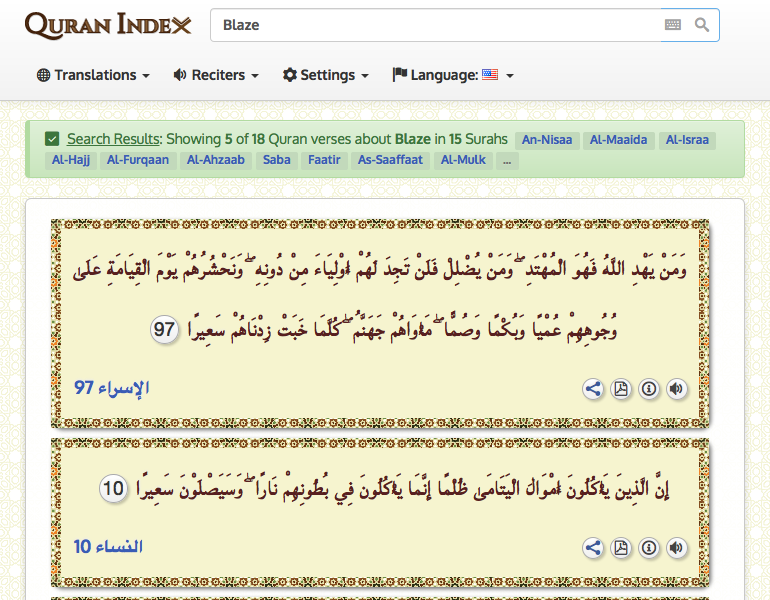 QURAN INDEX
Blaze
Translations Reciters Settings Language:
Search Results: Showing 5 of 18 Quran verses about Blaze in 15 Surahs An-Nisaa Al-Maaida Al-Israa
Al-Hajj Al-Furqaan Al-Ahzaab Saba Faatir As-Saaffaat Al-Mulk ...
وَمَنْ يَهْدِ اللَّهُ فَهُوَ الْمُهْتَدِ ۖ وَمَنْ يُضْلِلْ فَلَنْ تَجِدَ لَهُمْ أَوْلِيَاءَ مِنْ دُونِهِ ۖ وَنَحْشُرُهُمْ يَوْمَ الْقِيَامَةِ عَلَىٰ
وُجُوهِهِمْ عُمْيًا وَبُكْمًا وَصُمًّا ۖ مَأْوَاهُمْ جَهَنَّمُ ۖ كُلَّمَا خَبَتْ زِدْنَاهُمْ سَعِيرًا 97
الإسراء 97
إِنَّ الَّذِينَ يَأْكُلُونَ أَمْوَالَ الْيَتَامَىٰ ظُلْمًا إِنَّمَا يَأْكُلُونَ فِي بُطُونِهِمْ نَارًا ۖ وَسَيَصْلَوْنَ سَعِيرًا 10
النساء 10